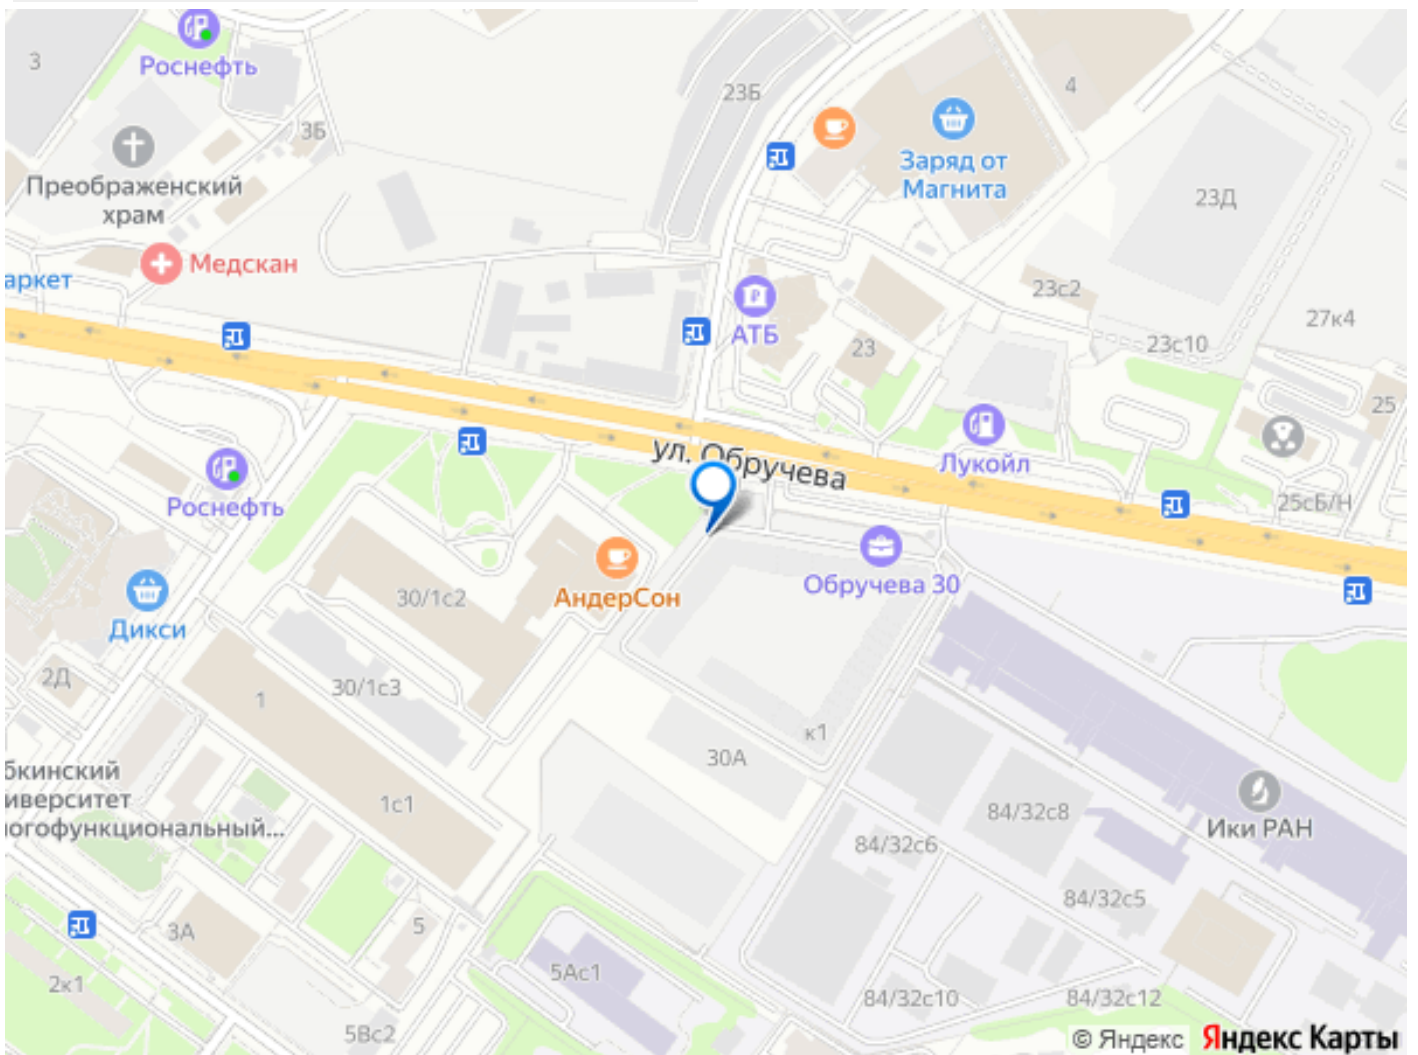 Роснефть
3
23Б
4
3Б
Заряд от
Магнита
Преображенский
храм
23Д
Медскан
аркет
23с2
27к4
АТБ
23
23с10
25
ул. Обручева
Лукойл
Роснефть
25сБ/Н
Обручева 30
АндерСон
30/1с2
Дикси
2Д
30/1с3
1
к1
30А
бкинский
иверситет
огофункциональный...
1с1
84/32с8
Ики РАН
84/32с6
84/32с5
3А
5
5Ас1
2к1
84/32с10
84/32с12
5Вс2
© Яндекс Яндекс Карты